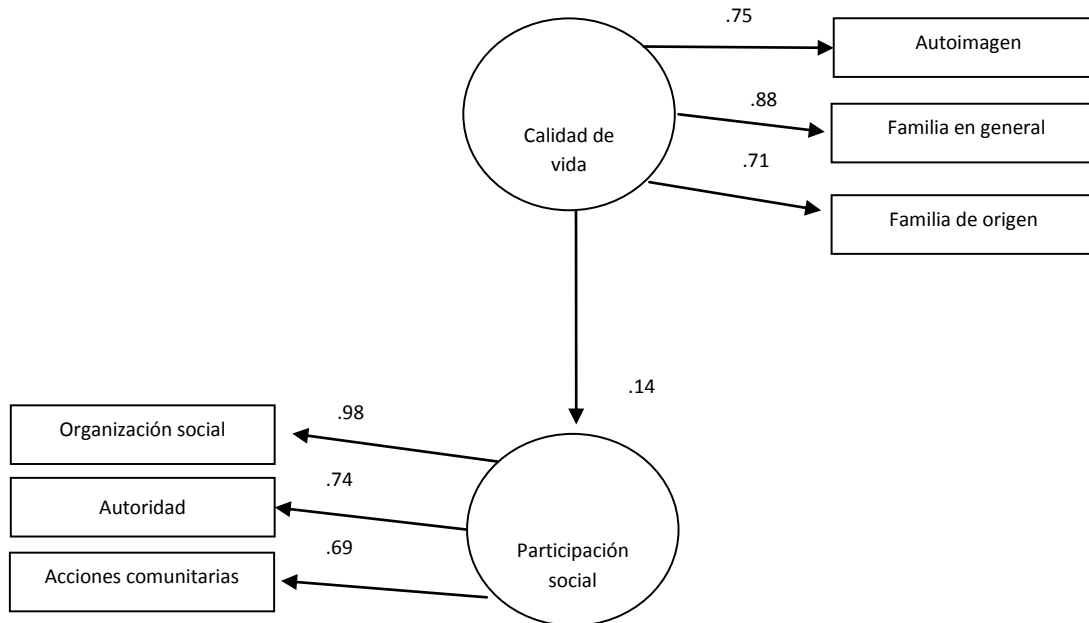 .75
Autoimagen
.88
Familia en general
Calidad de
vida
.71
Familia de origen
.14
.98
Organización social
.74
Autoridad
.69
Acciones comunitarias
Participación
social